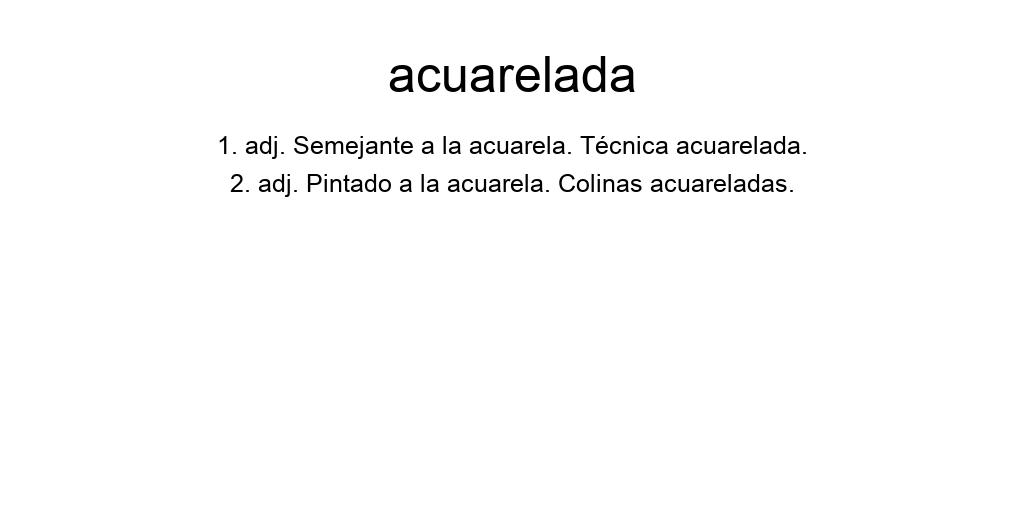 acuarelada
1. adj. Semejante a la acuarela. Técnica acuarelada.
2. adj. Pintado a la acuarela. Colinas acuareladas.